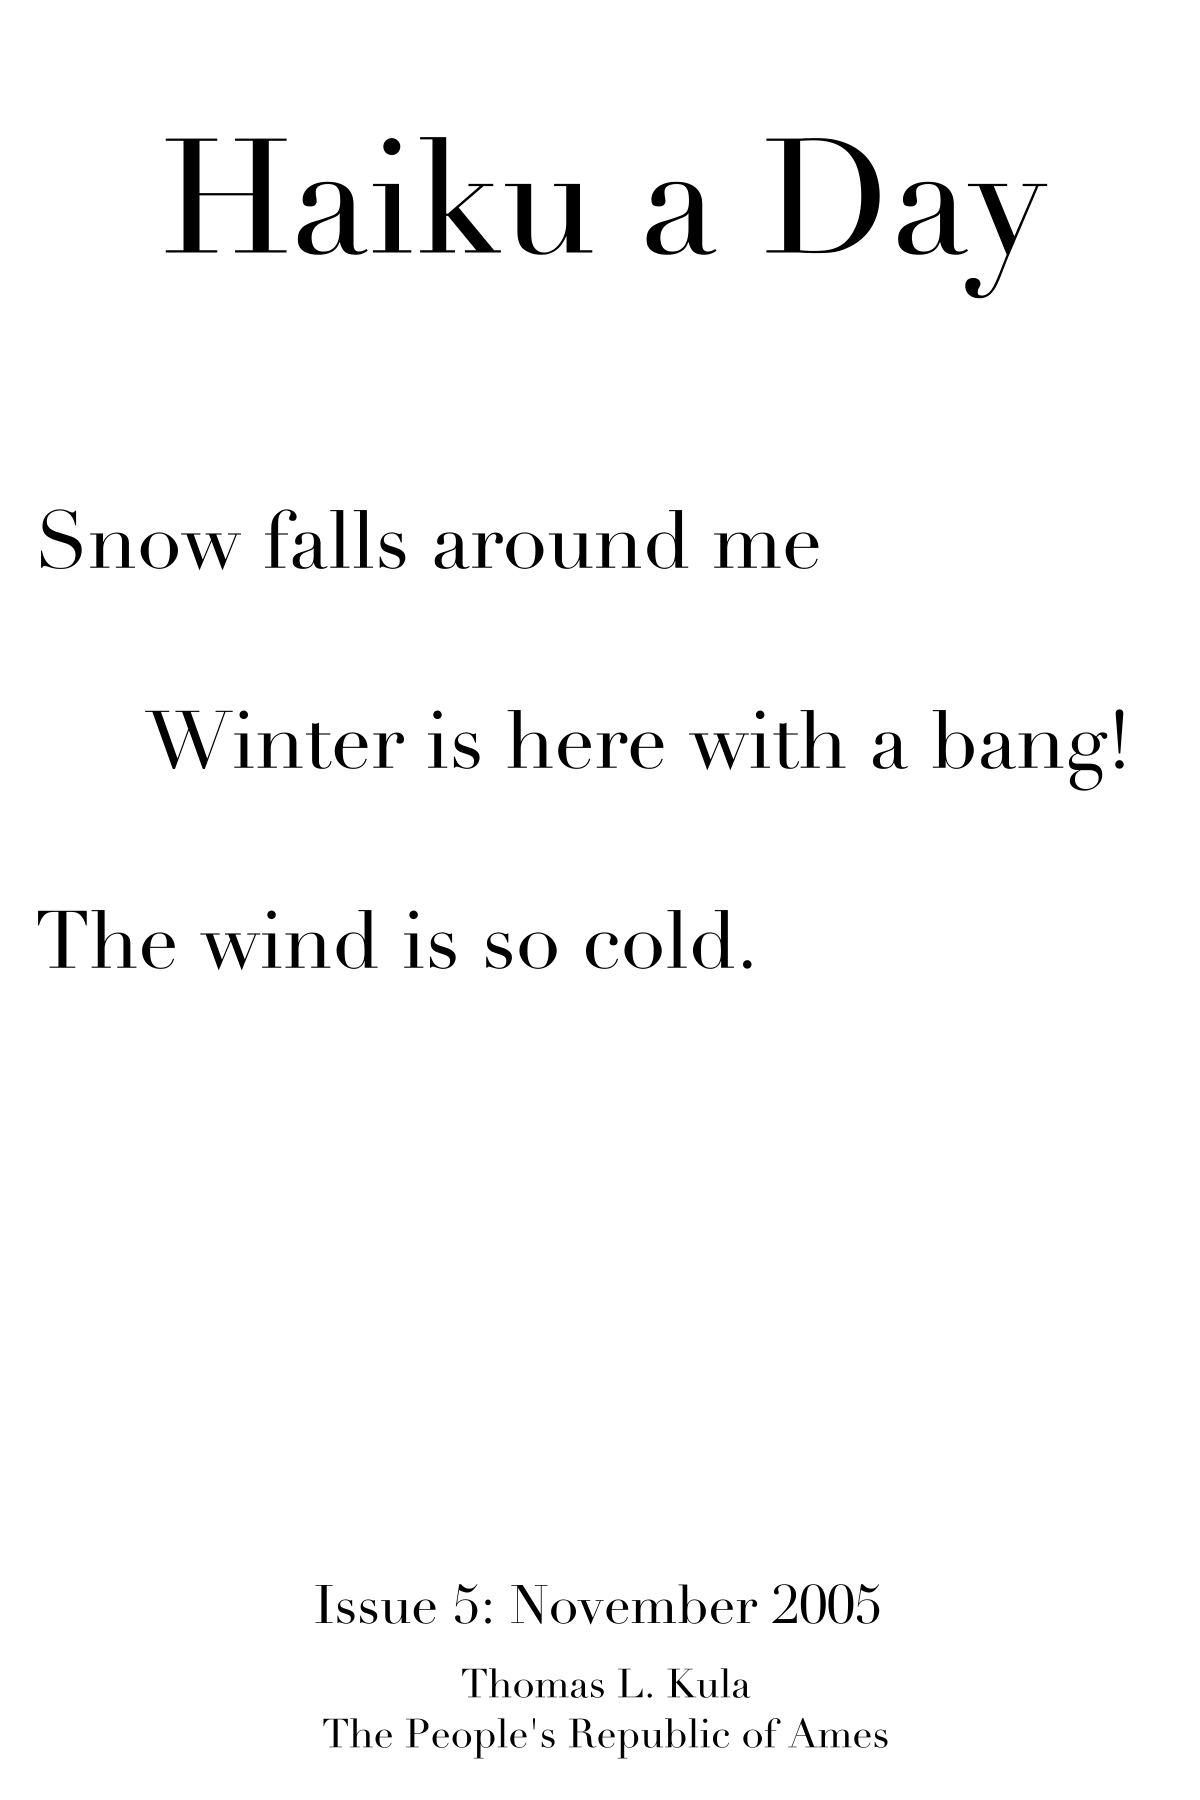 Haiku a Day
Snow falls around me
Winter is here with a bang!
The wind is so cold.
Issue 5: November 2005
Thomas L. Kula
The People's Republic of Ames